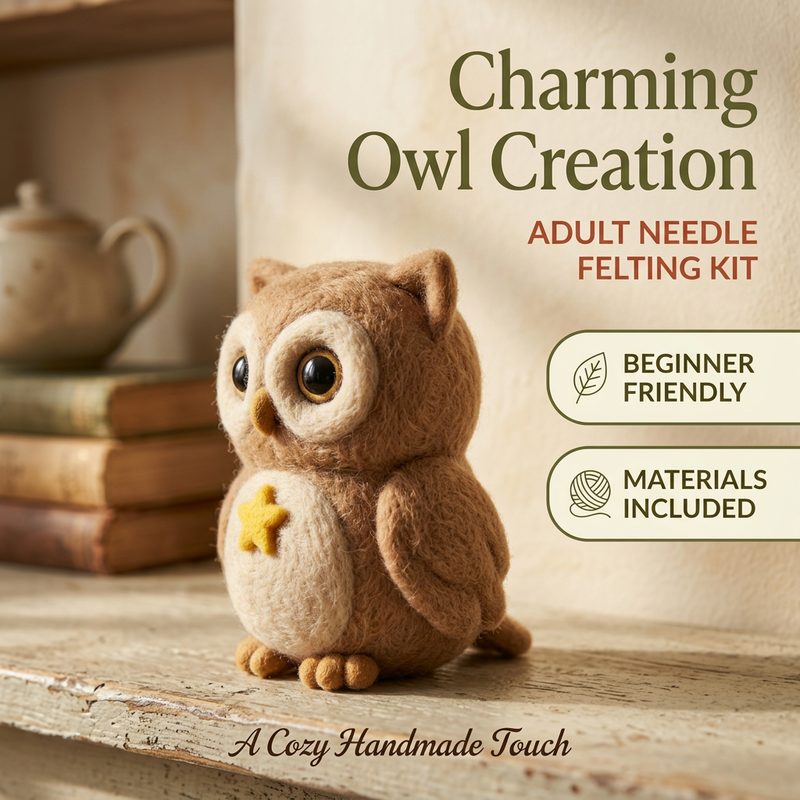 Charming
Owl Creation
ADULT NEEDLE
FELTING KIT
BEGINNER
FRIENDLY
MATERIALS
INCLUDED
A Cozy Handmade Touch